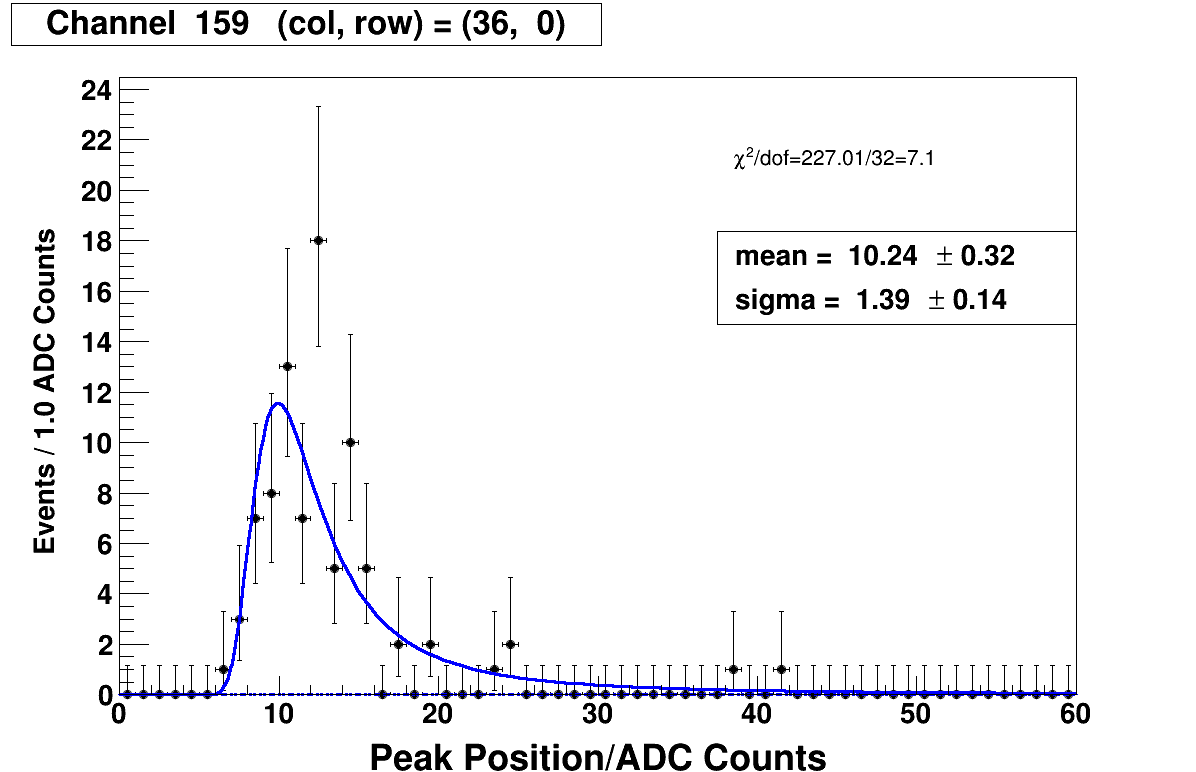 Channel 159 (col, row) = (36, 0)
24
22
20
18
16
14
12
10
8
6
4
2
0
Events / 1.0 ADC Counts
χ²/dof=227.01/32=7.1
mean = 10.24 ± 0.32
sigma = 1.39 ± 0.14
0 10 20 30 40 50 60
Peak Position/ADC Counts